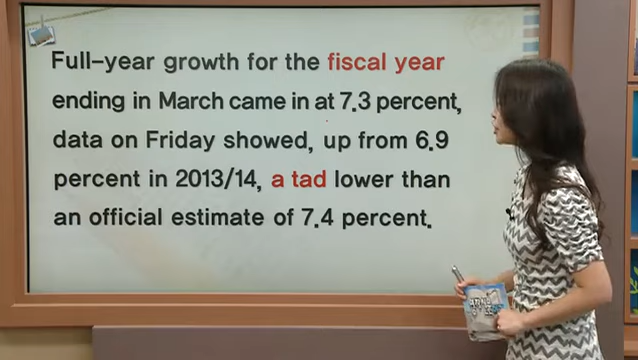 Full-year growth for the fiscal year
ending in March came in at 7.3 percent,
data on Friday showed, up from 6.9
percent in 2013/14, a tad lower than
an official estimate of 7.4 percent.